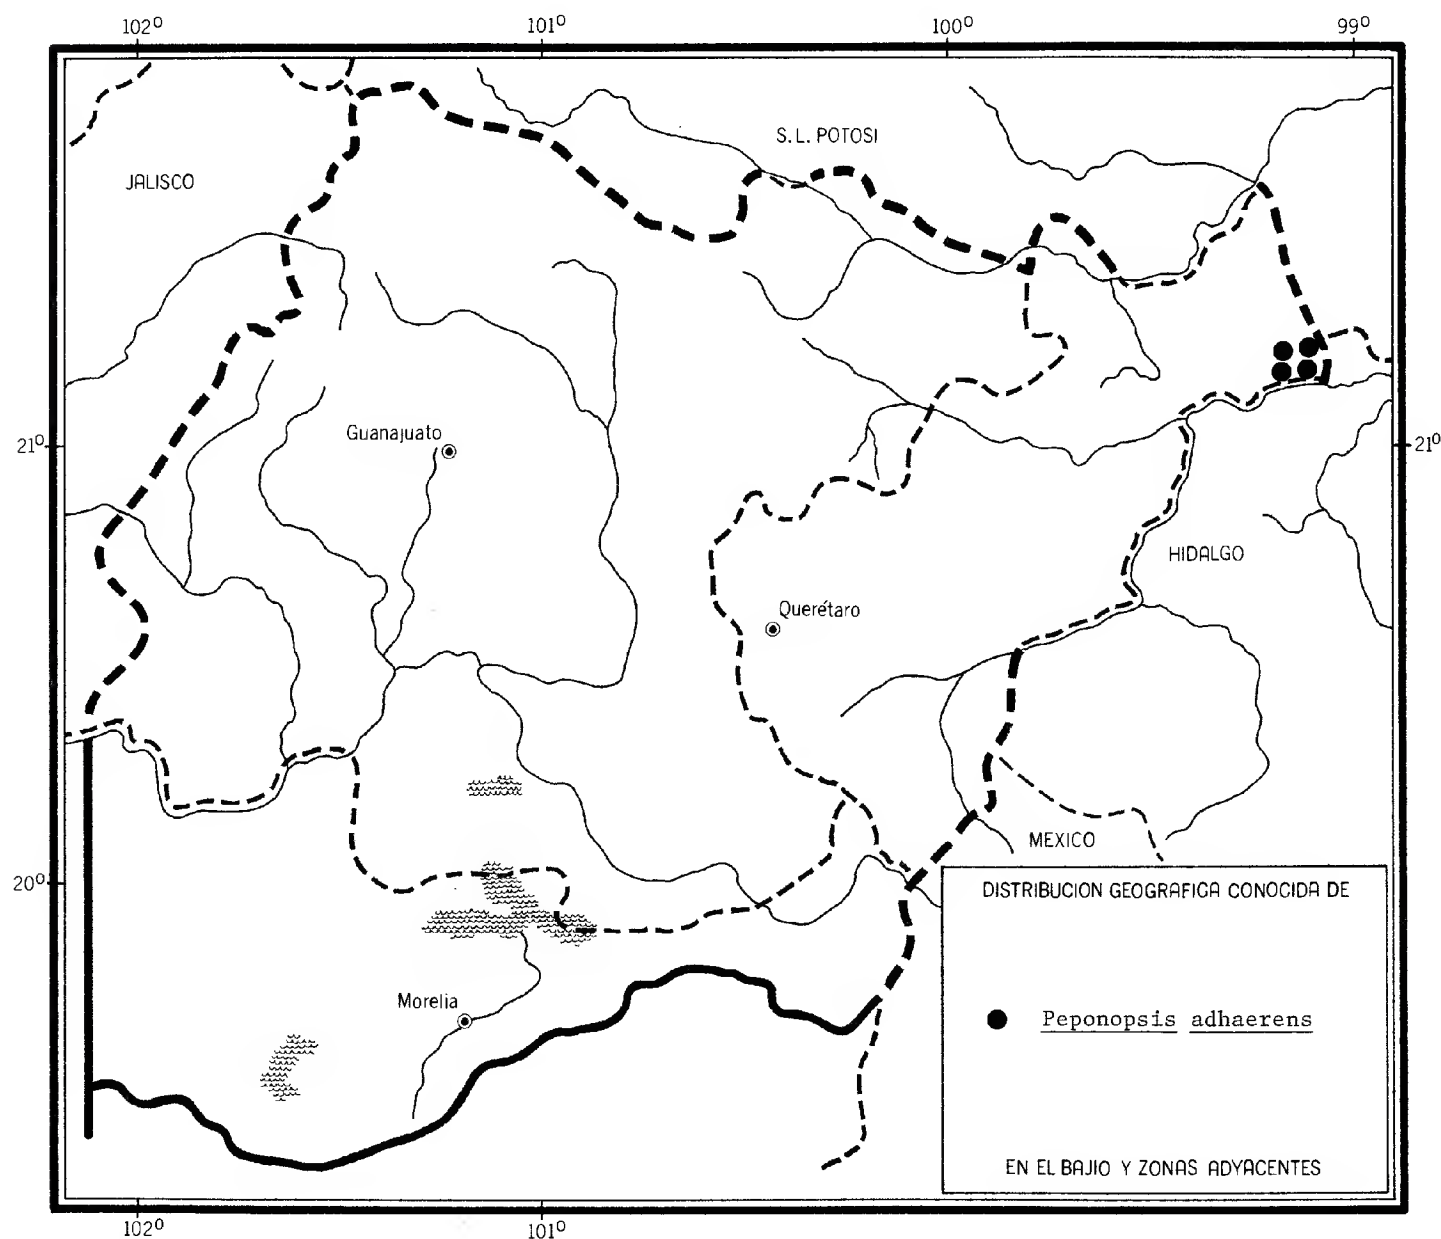 102° 101° 100° 99°
S.L. POTOSI
JALISCO
Guanajuato
21° 21°
HIDALGO
Querétaro
MEXICO
20°
DISTRIBUCION GEOGRAFICA CONOCIDA DE
Morelia
Peponopsis adhaerens
EN EL BAJIO Y ZONAS ADYACENTES
102° 101°